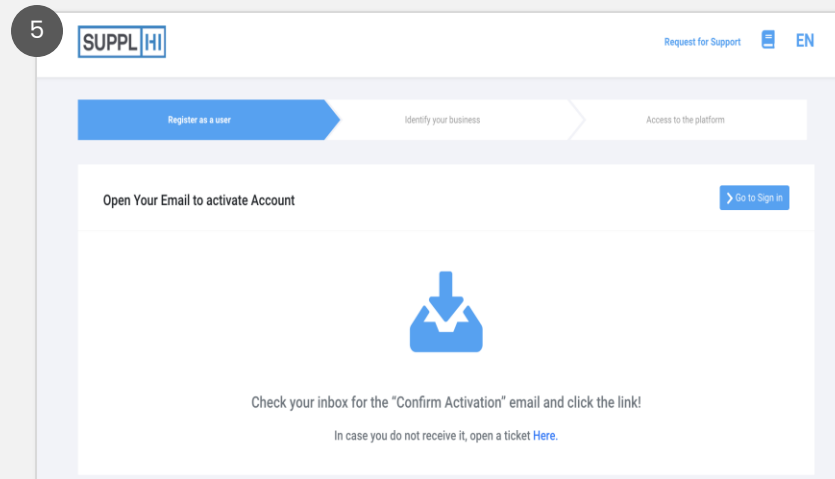 5
SUPPLHI
Request for Support
EN
Register as a user
Identify your business
Access to the platform
Open Your Email to activate Account
Go to Sign in
Check your inbox for the "Confirm Activation" email and click the link!
In case you do not receive it, open a ticket Here.